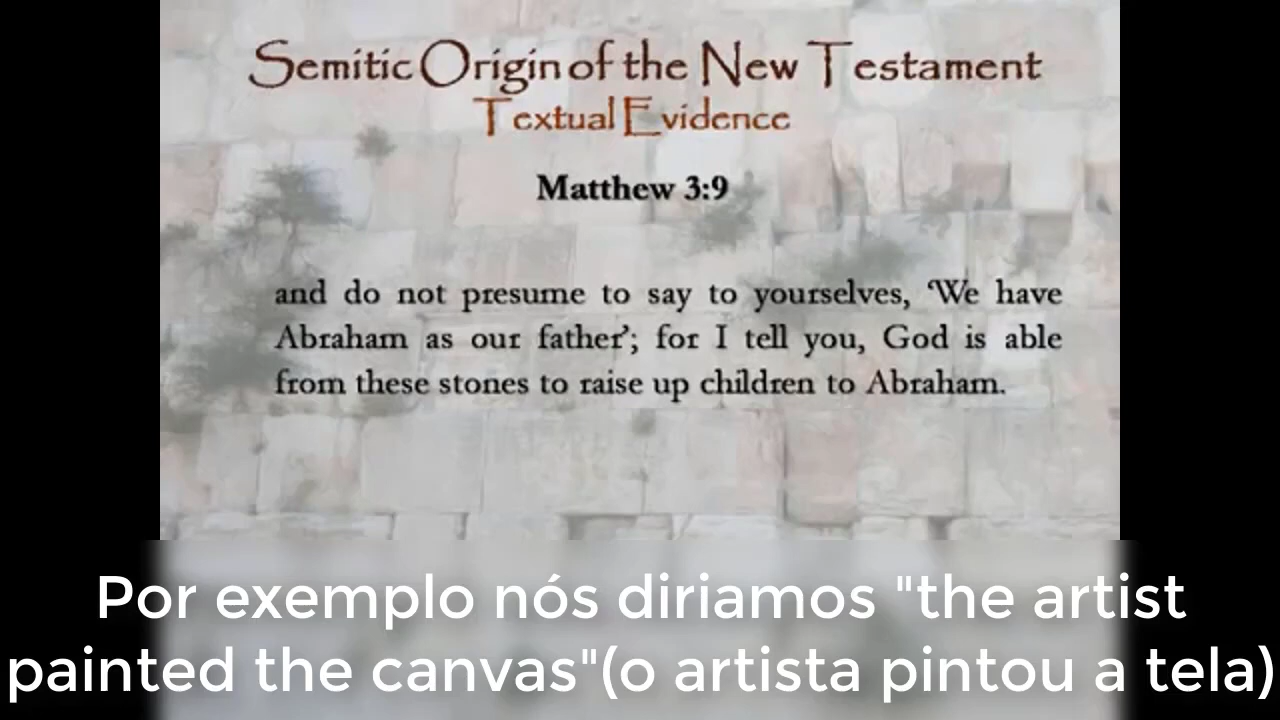 Semitic Origin of the New Testament
Textual Evidence
Matthew 3:9
and do not presume to say to yourselves, ‘We have
Abraham as our father’; for I tell you, God is able
from these stones to raise up children to Abraham.
Por exemplo nós diriamos "the artist
painted the canvas"(o artista pintou a tela)